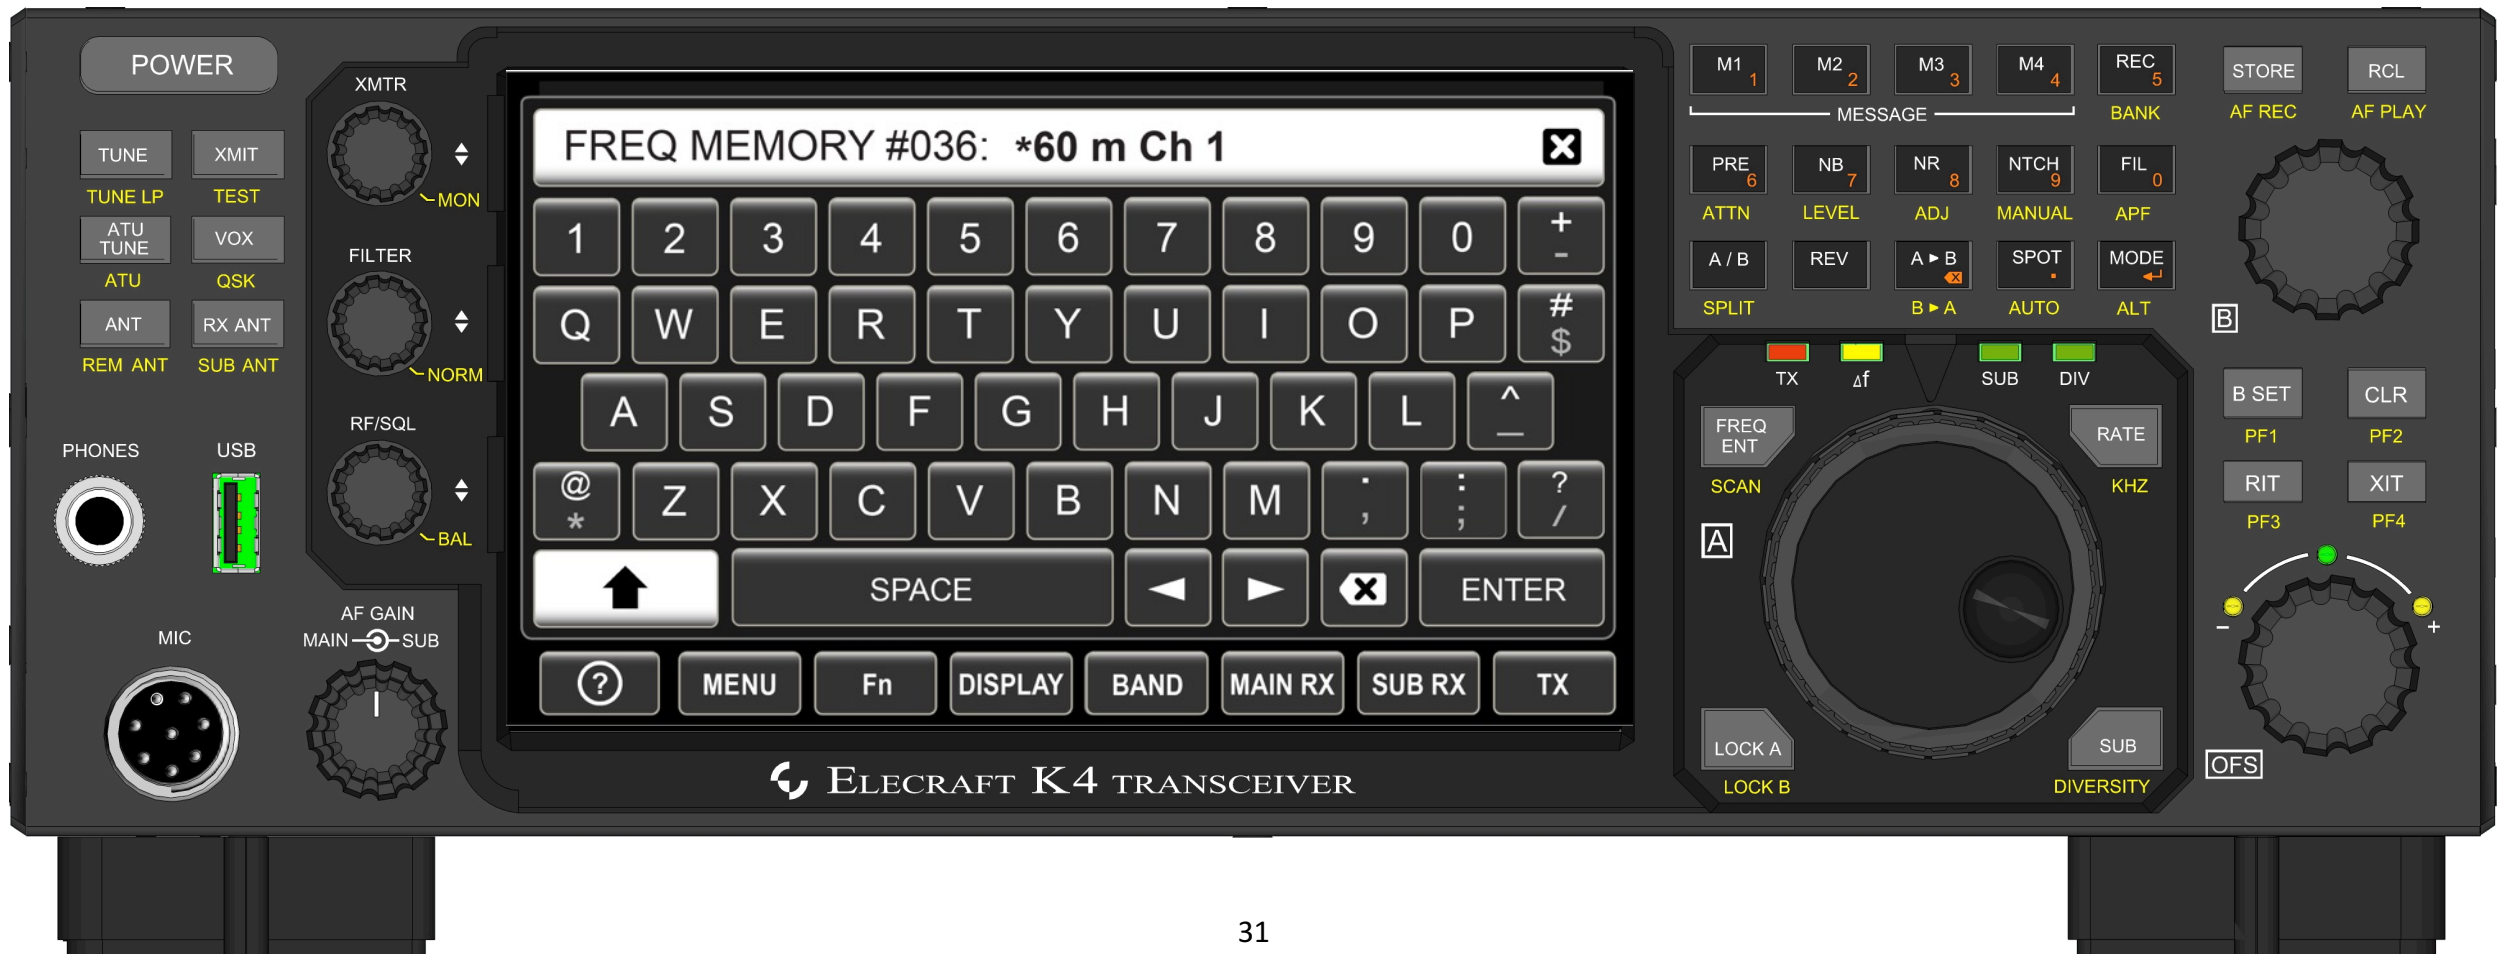 POWER
TUNE XMIT
TUNE LP TEST
ATU TUNE VOX
ATU QSK
ANT RX ANT
REM ANT SUB ANT
PHONES USB
MIC
XMTR
MON
FILTER
NORM
RF/SQL
BAL
AF GAIN
MAIN SUB
FREQ MEMORY #036: *60 m Ch 1
1 2 3 4 5 6 7 8 9 0 + -
Q W E R T Y U I O P # $
A S D F G H J K L ^ _
@ * Z X C V B N M . , : ; ? /
SPACE ENTER
? MENU Fn DISPLAY BAND MAIN RX SUB RX TX
ELECRAFT K4 TRANSCEIVER
M1 1 M2 2 M3 3 M4 4 REC 5
MESSAGE BANK
PRE 6 NB 7 NR 8 NTCH 9 FIL 0
ATTN LEVEL ADJ MANUAL APF
A / B REV A ▸ B SPOT . MODE
SPLIT B ▸ A AUTO ALT
TX Δf SUB DIV
FREQ ENT RATE
SCAN KHZ
A
LOCK A SUB
LOCK B DIVERSITY
STORE RCL
AF REC AF PLAY
B
B SET CLR
PF1 PF2
RIT XIT
PF3 PF4
- +
OFS
31